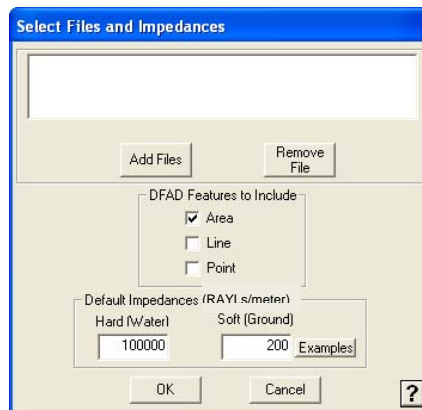 Select Files and Impedances
Add Files
Remove
File
DFAD Features to Include
Area
Line
Point
Default Impedances (RAYLs/meter)
Hard (Water)
Soft (Ground)
100000
200
Examples
OK
Cancel
?